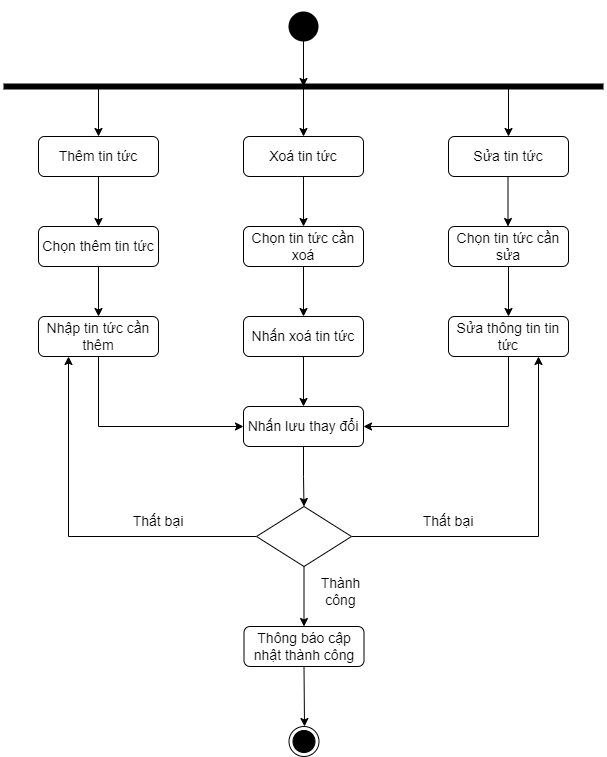 Thêm tin tức
Xoá tin tức
Sửa tin tức
Chọn thêm tin tức
Chọn tin tức cần
xoá
Chọn tin tức cần
sửa
Nhập tin tức cần
thêm
Nhấn xoá tin tức
Sửa thông tin tin
tức
Nhấn lưu thay đổi
Thất bại
Thất bại
Thành
công
Thông báo cập
nhật thành công